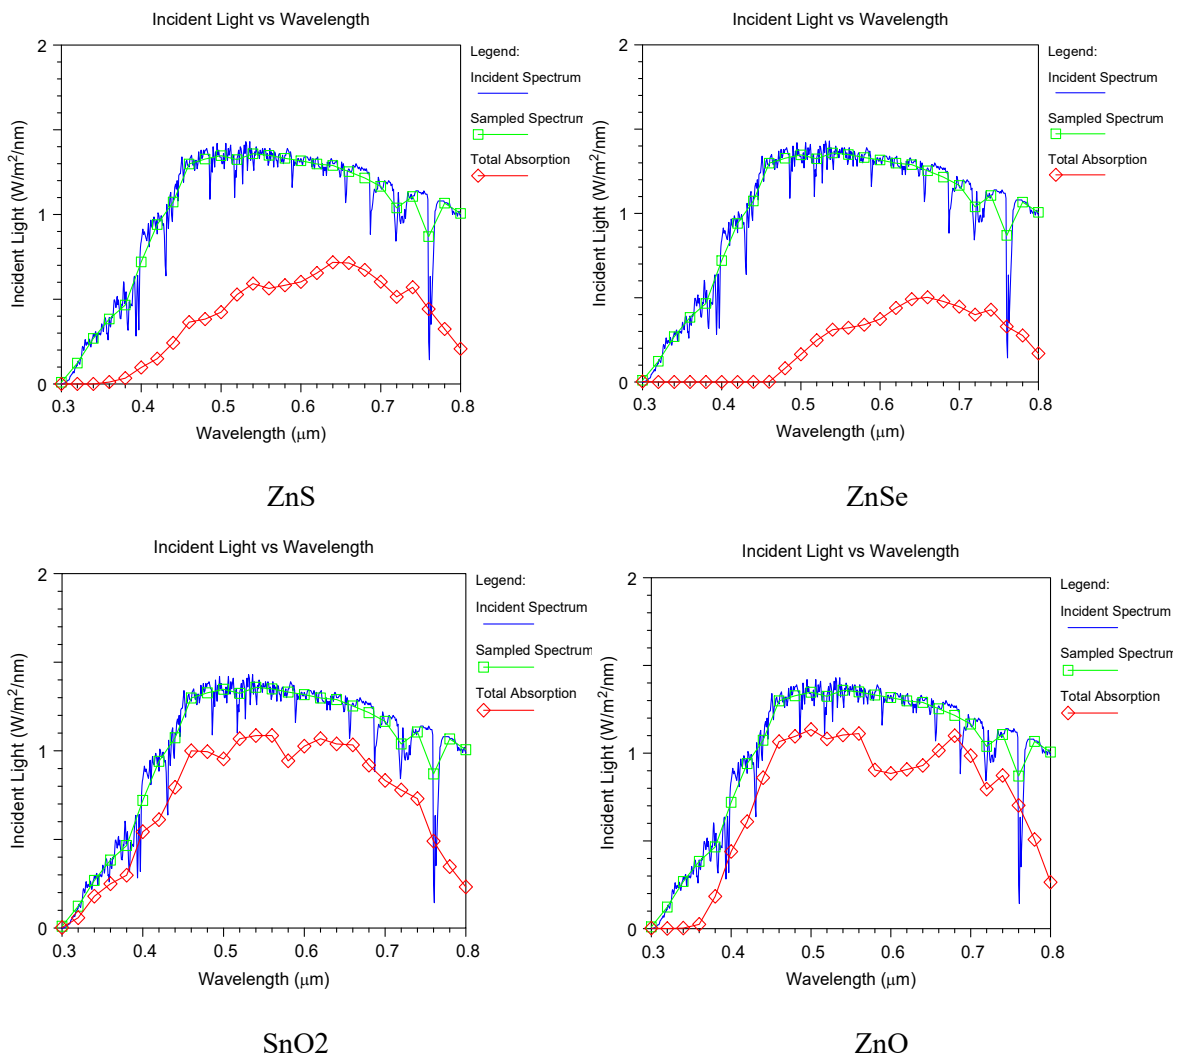 Incident Light vs Wavelength
2
1
0
0.3 0.4 0.5 0.6 0.7 0.8
Incident Light (W/m²/nm)
Wavelength (μm)
Legend:
Incident Spectrum
Sampled Spectrum
Total Absorption
ZnS
Incident Light vs Wavelength
2
1
0
0.3 0.4 0.5 0.6 0.7 0.8
Incident Light (W/m²/nm)
Wavelength (μm)
Legend:
Incident Spectrum
Sampled Spectrum
Total Absorption
ZnSe
Incident Light vs Wavelength
2
1
0
0.3 0.4 0.5 0.6 0.7 0.8
Incident Light (W/m²/nm)
Wavelength (μm)
Legend:
Incident Spectrum
Sampled Spectrum
Total Absorption
SnO2
Incident Light vs Wavelength
2
1
0
0.3 0.4 0.5 0.6 0.7 0.8
Incident Light (W/m²/nm)
Wavelength (μm)
Legend:
Incident Spectrum
Sampled Spectrum
Total Absorption
ZnO